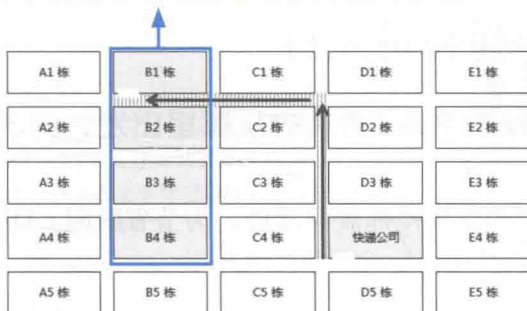 A1 栋 B1 栋 C1 栋 D1 栋 E1 栋
A2 栋 B2 栋 C2 栋 D2 栋 E2 栋
A3 栋 B3 栋 C3 栋 D3 栋 E3 栋
A4 栋 B4 栋 C4 栋 快递公司 E4 栋
A5 栋 B5 栋 C5 栋 D5 栋 E5 栋